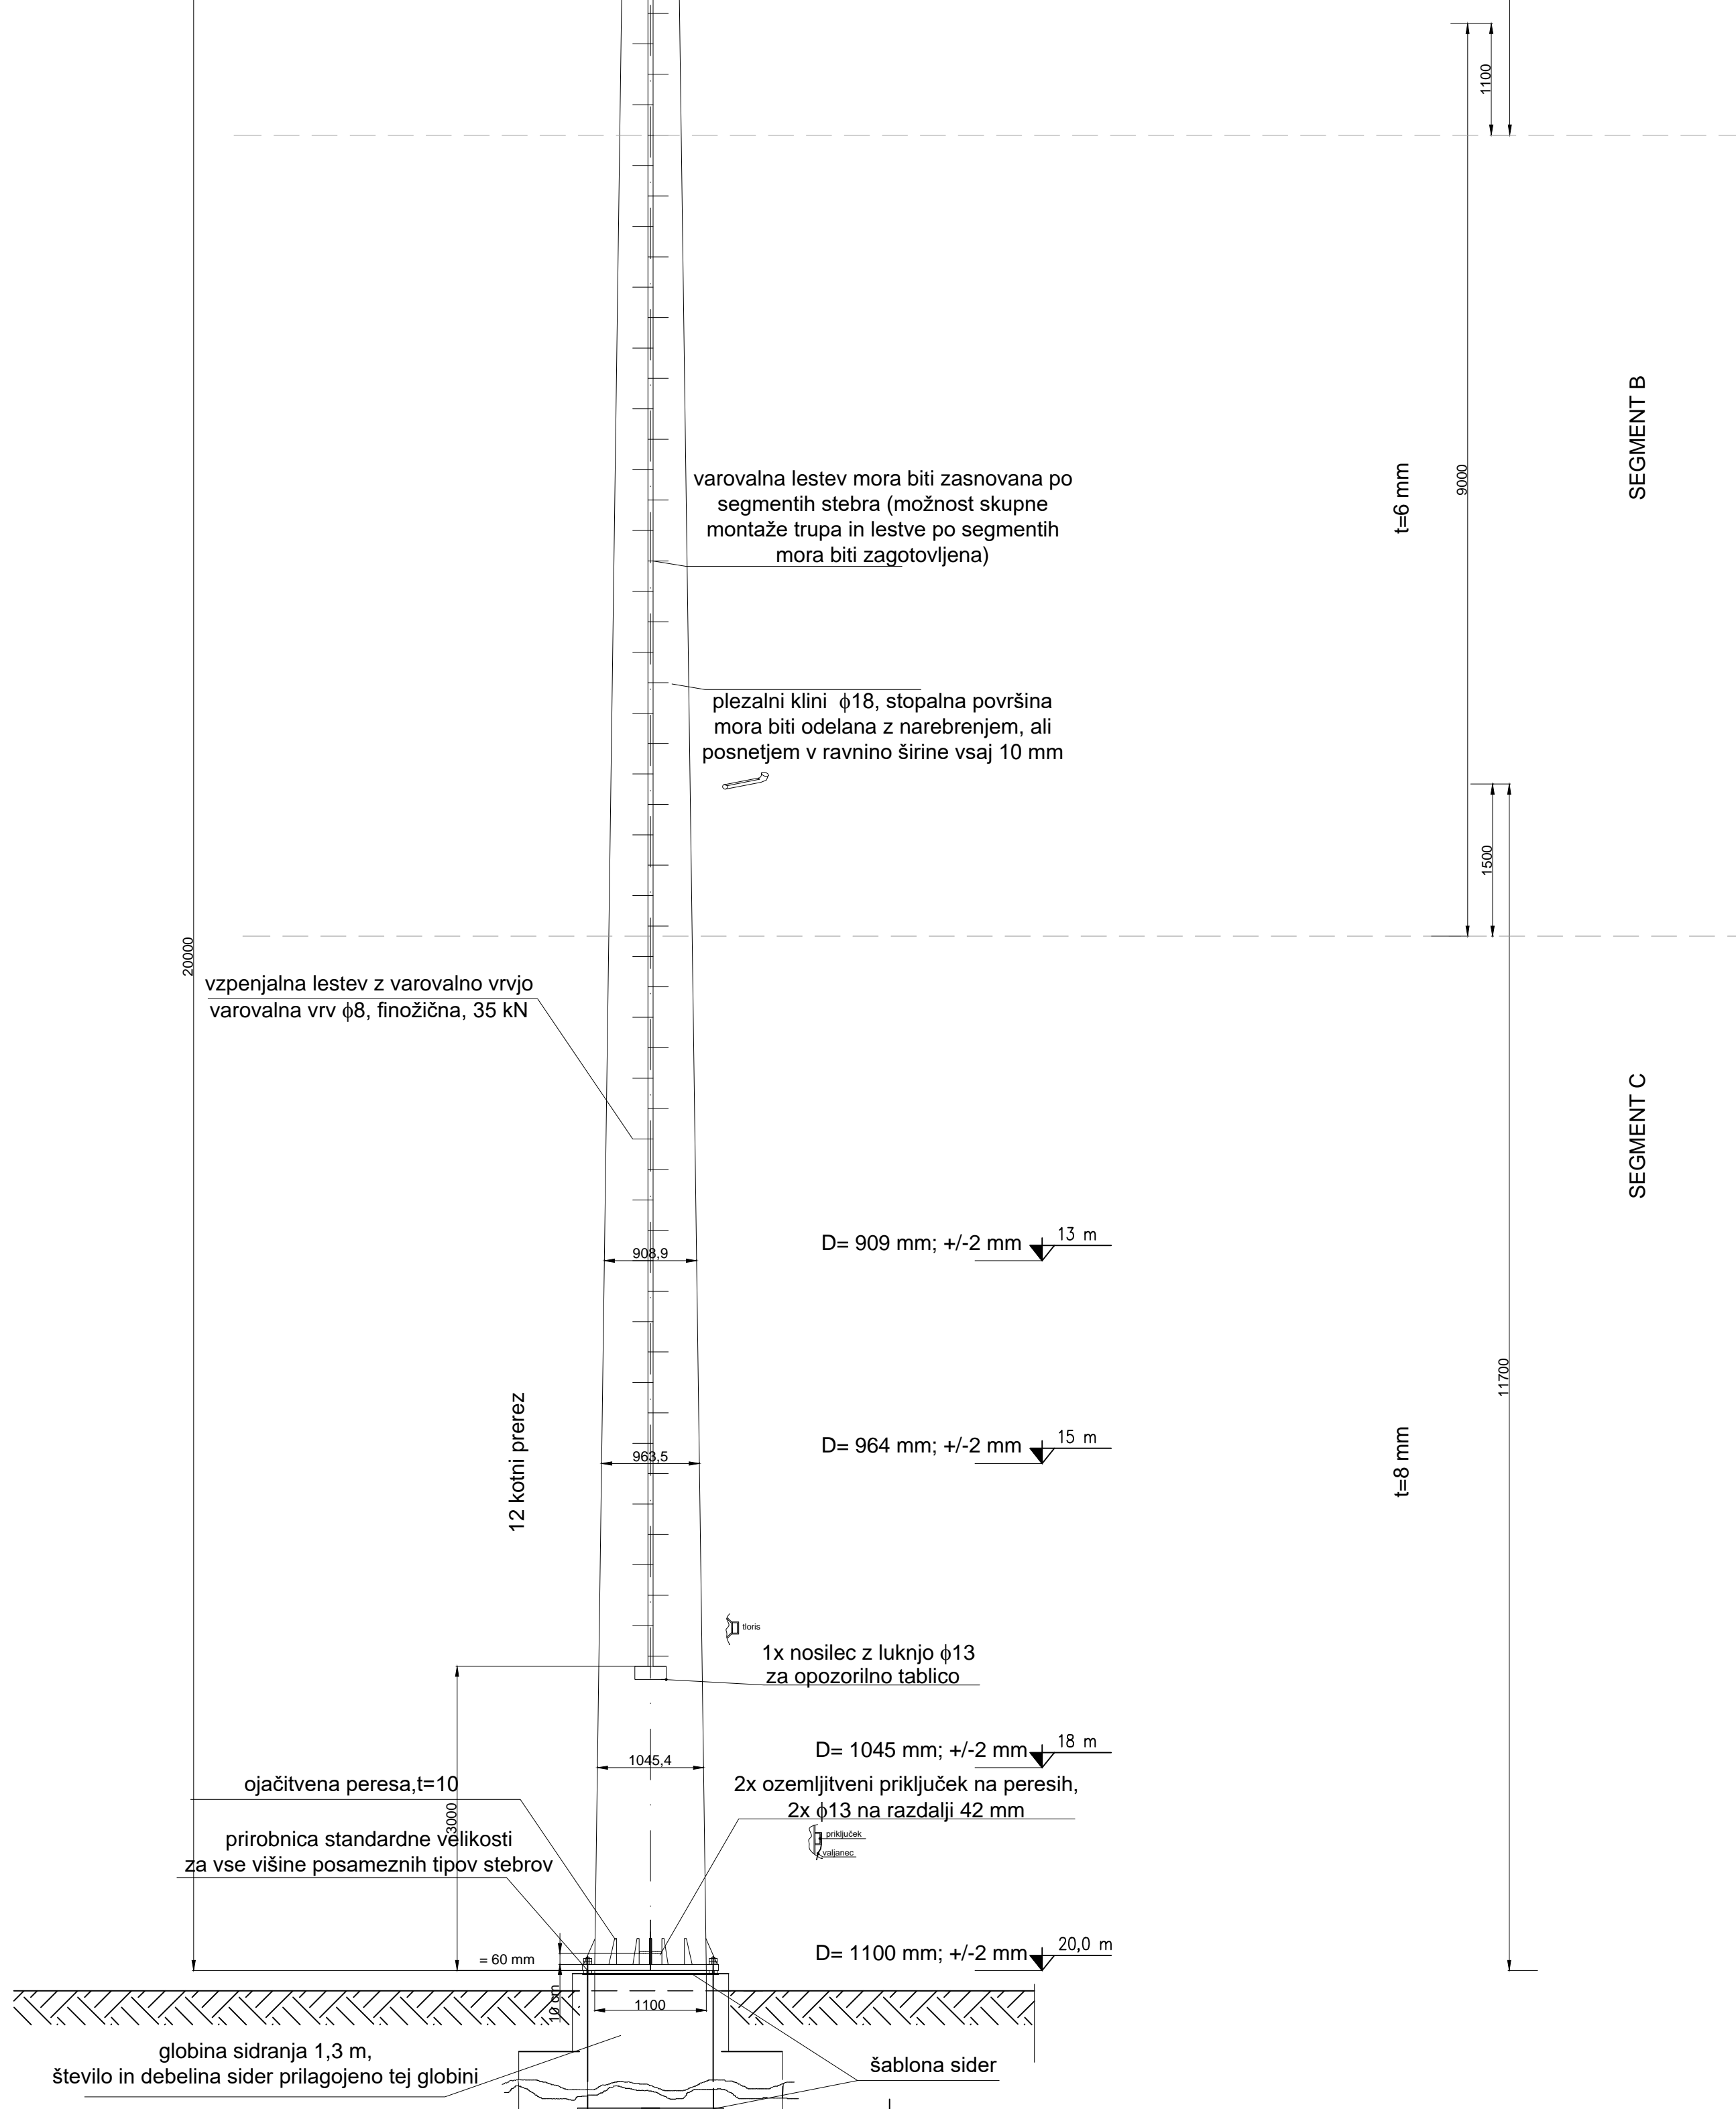 1100
SEGMENT B
t=6 mm
9000
varovalna lestev mora biti zasnovana po
segmentih stebra (možnost skupne
montaže trupa in lestve po segmentih
mora biti zagotovljena)
plezalni klini ϕ18, stopalna površina
mora biti odelana z narebrenjem, ali
posnetjem v ravnino širine vsaj 10 mm
1500
20000
vzpenjalna lestev z varovalno vrvjo
varovalna vrv ϕ8, finožična, 35 kN
SEGMENT C
D= 909 mm; +/-2 mm
13 m
908,9
11700
12 kotni prerez
D= 964 mm; +/-2 mm
15 m
963,5
t=8 mm
tloris
1x nosilec z luknjo ϕ13
za opozorilno tablico
D= 1045 mm; +/-2 mm
18 m
1045,4
ojačitvena peresa,t=10
2x ozemljitveni priključek na peresih,
2x ϕ13 na razdalji 42 mm
3000
prirobnica standardne velikosti
za vse višine posameznih tipov stebrov
priključek
valjanec
= 60 mm
D= 1100 mm; +/-2 mm
20,0 m
10 cm
1100
globina sidranja 1,3 m,
število in debelina sider prilagojeno tej globini
šablona sider